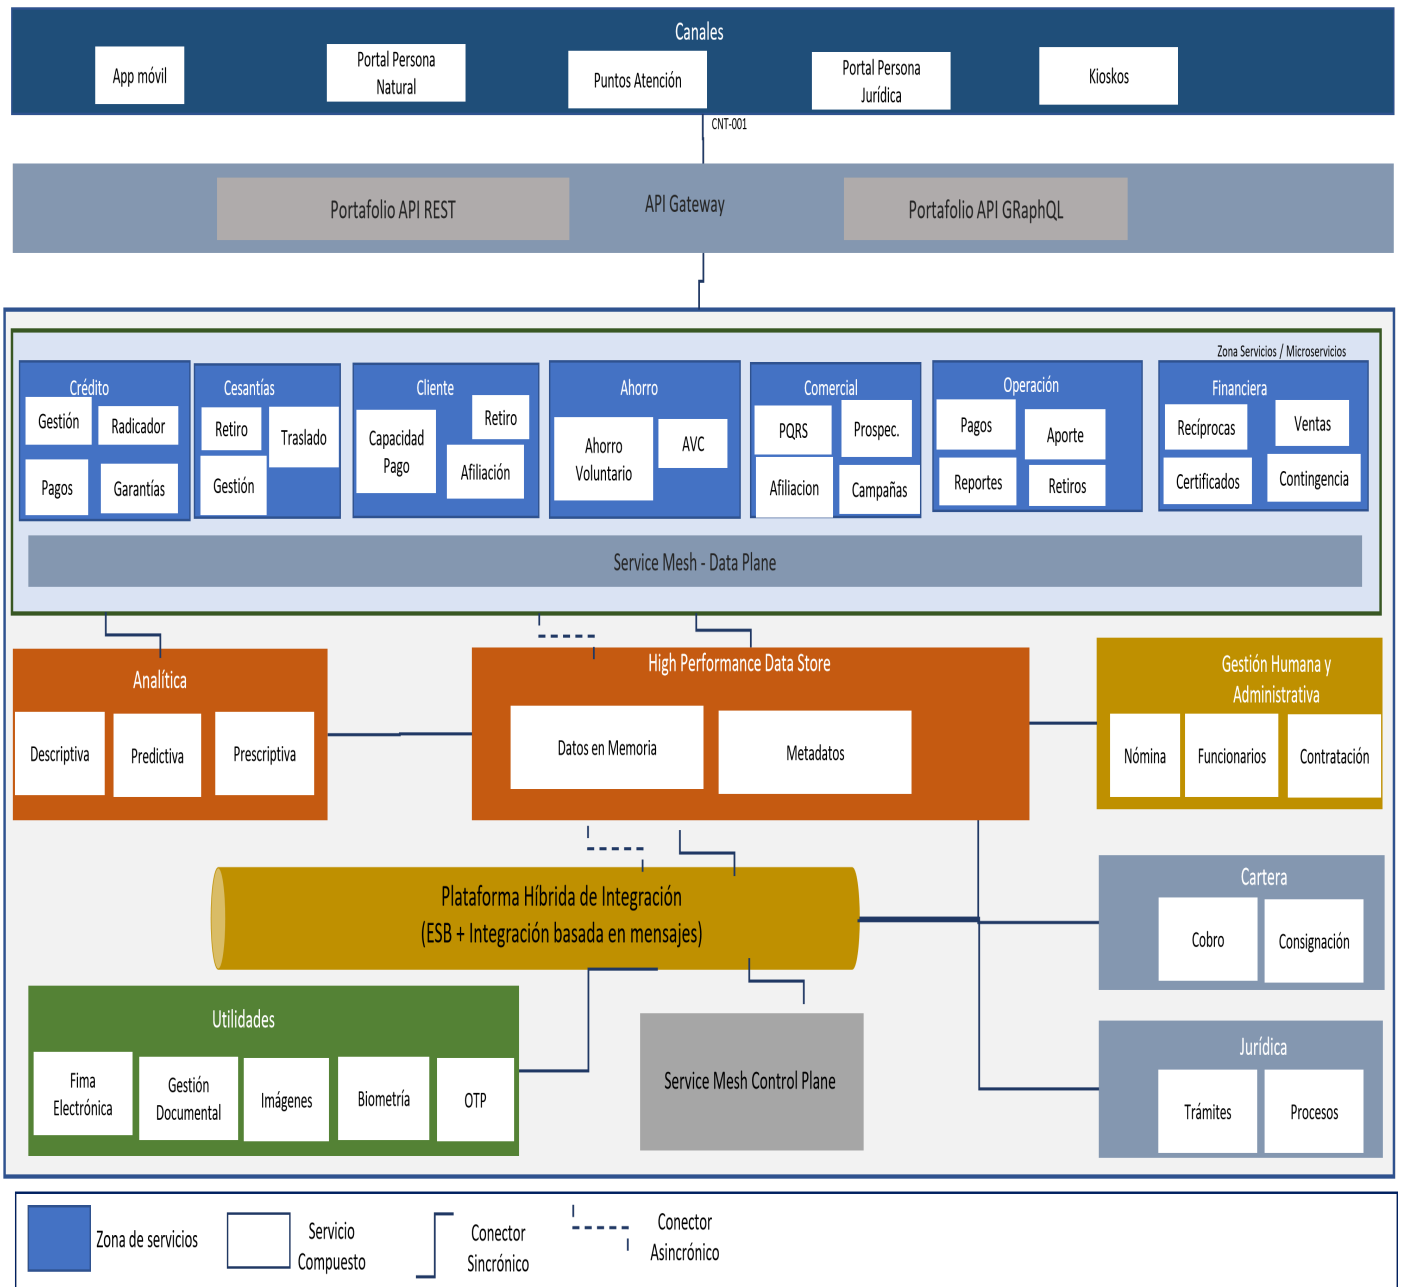 Canales
App móvil
Portal Persona
Natural
Puntos Atención
Portal Persona
Jurídica
Kioskos
CNT-001
Portafolio API REST
API Gateway
Portafolio API GRaphQL
Zona Servicios / Microservicios
Crédito
Gestión
Radicador
Pagos
Garantías
Cesantías
Retiro
Traslado
Gestión
Cliente
Capacidad
Pago
Retiro
Afiliación
Ahorro
Ahorro
Voluntario
AVC
Comercial
PQRS
Prospec.
Afiliacion
Campañas
Operación
Pagos
Aporte
Reportes
Retiros
Financiera
Recíprocas
Ventas
Certificados
Contingencia
Service Mesh - Data Plane
Analítica
Descriptiva
Predictiva
Prescriptiva
High Performance Data Store
Datos en Memoria
Metadatos
Gestión Humana y
Administrativa
Nómina
Funcionarios
Contratación
Plataforma Híbrida de Integración
(ESB + Integración basada en mensajes)
Cartera
Cobro
Consignación
Utilidades
Fima
Electrónica
Gestión
Documental
Imágenes
Biometría
OTP
Service Mesh Control Plane
Jurídica
Trámites
Procesos
Zona de servicios
Servicio
Compuesto
Conector
Sincrónico
Conector
Asincrónico